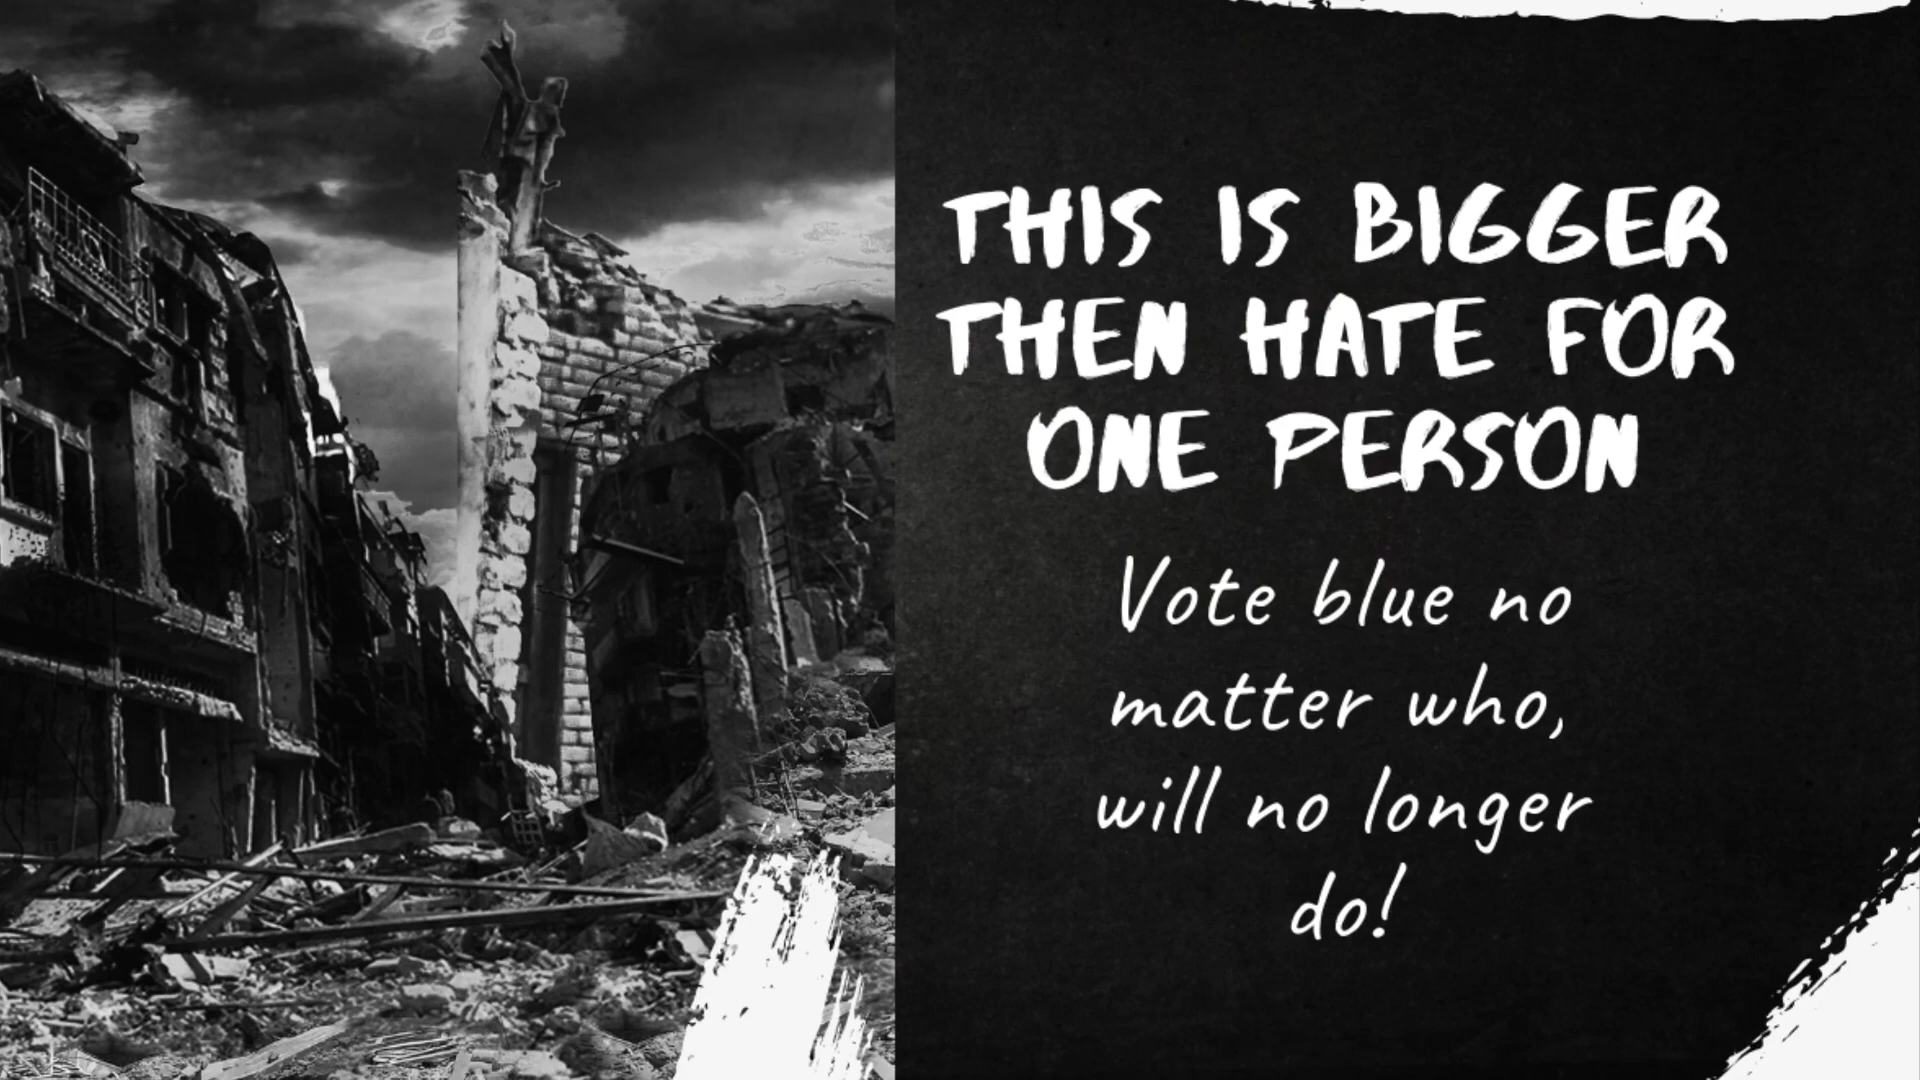 THIS IS BIGGER
THEN HATE FOR
ONE PERSON
Vote blue no
matter who,
will no longer
do!